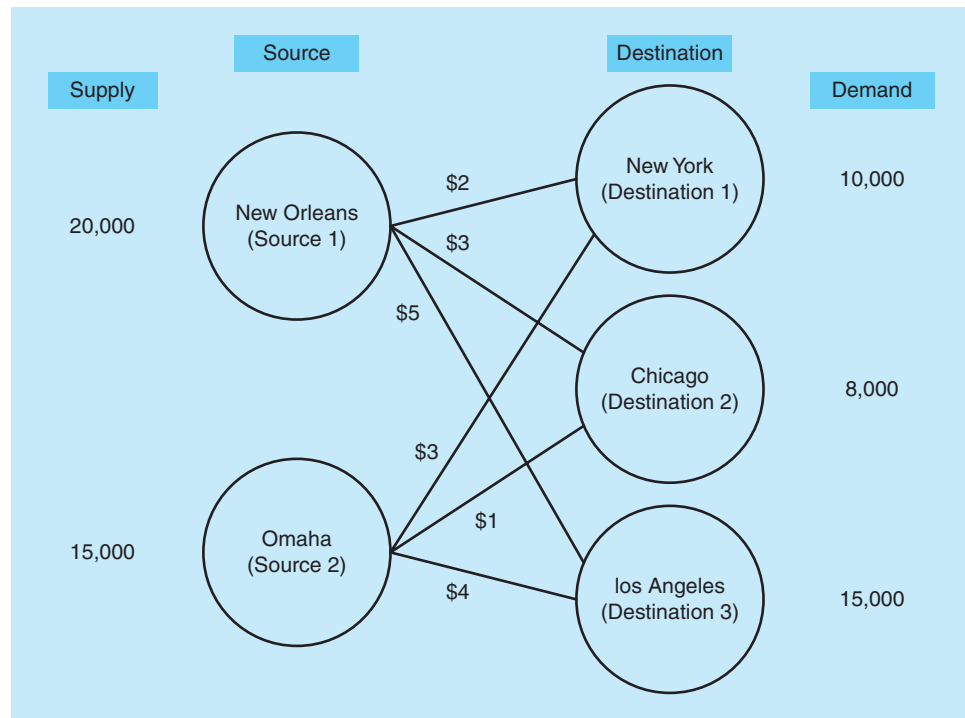 Source
Destination
Supply
Demand
New York
(Destination 1)
10,000
$2
New Orleans
(Source 1)
20,000
$3
$5
Chicago
(Destination 2)
8,000
$3
$1
Omaha
(Source 2)
15,000
$4
los Angeles
(Destination 3)
15,000